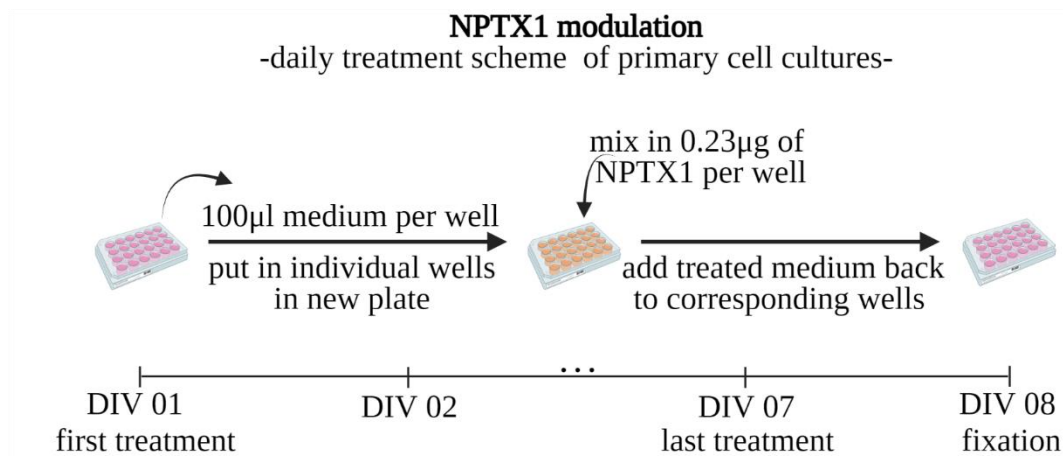 NPTX1 modulation
-daily treatment scheme of primary cell cultures-
mix in 0.23µg of
NPTX1 per well
100µl medium per well
put in individual wells
in new plate
add treated medium back
to corresponding wells
...
DIV 01
first treatment
DIV 02
DIV 07
last treatment
DIV 08
fixation